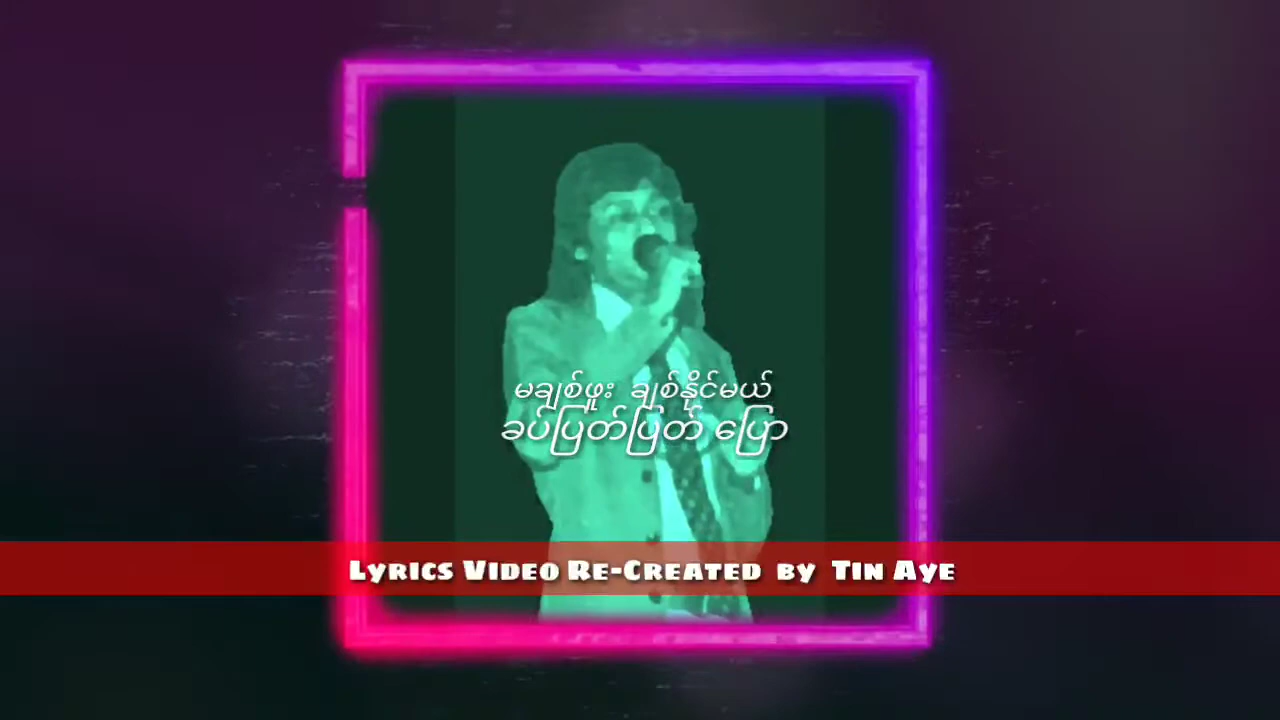 မချစ်ဖူး ချစ်နိုင်မယ်
ခပ်ပြတ်ပြတ် ပြော
Lyrics Video Re-Created by Tin Aye